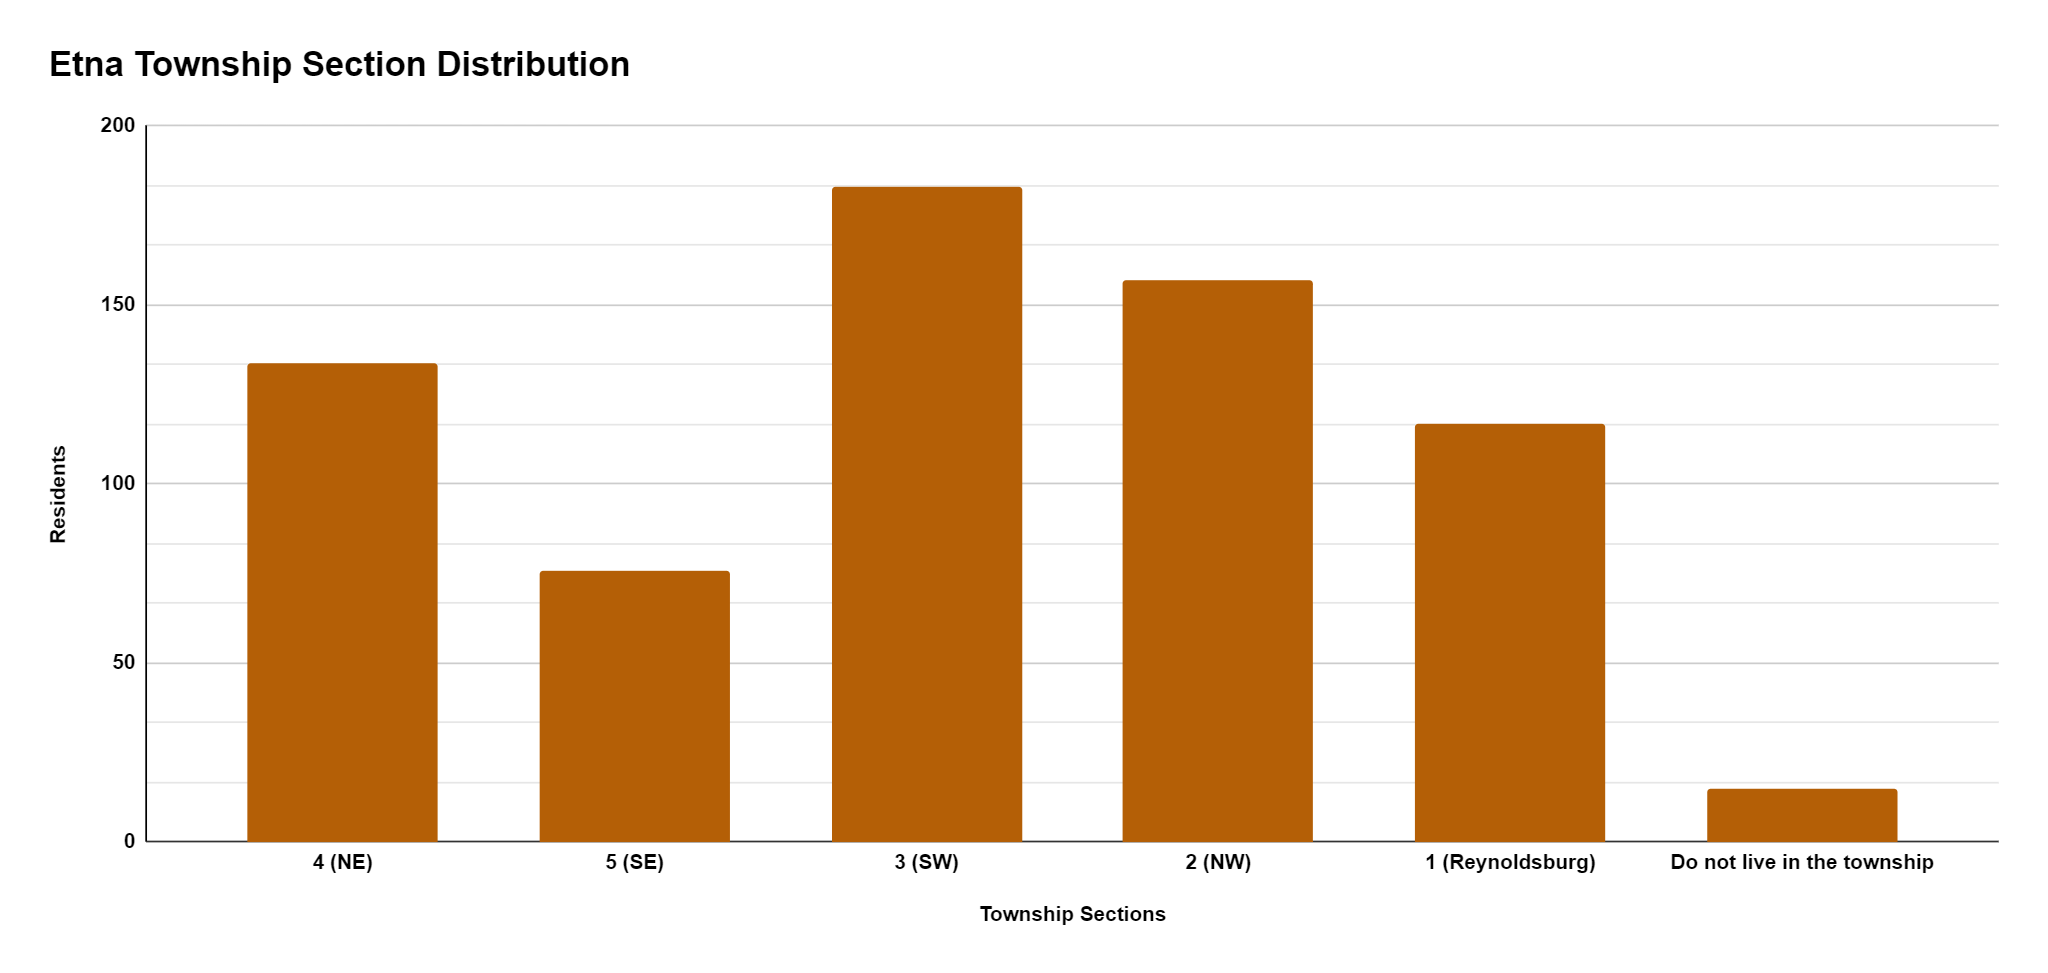 Etna Township Section Distribution
200
150
100
50
0
Residents
4 (NE)
5 (SE)
3 (SW)
2 (NW)
1 (Reynoldsburg)
Do not live in the township
Township Sections